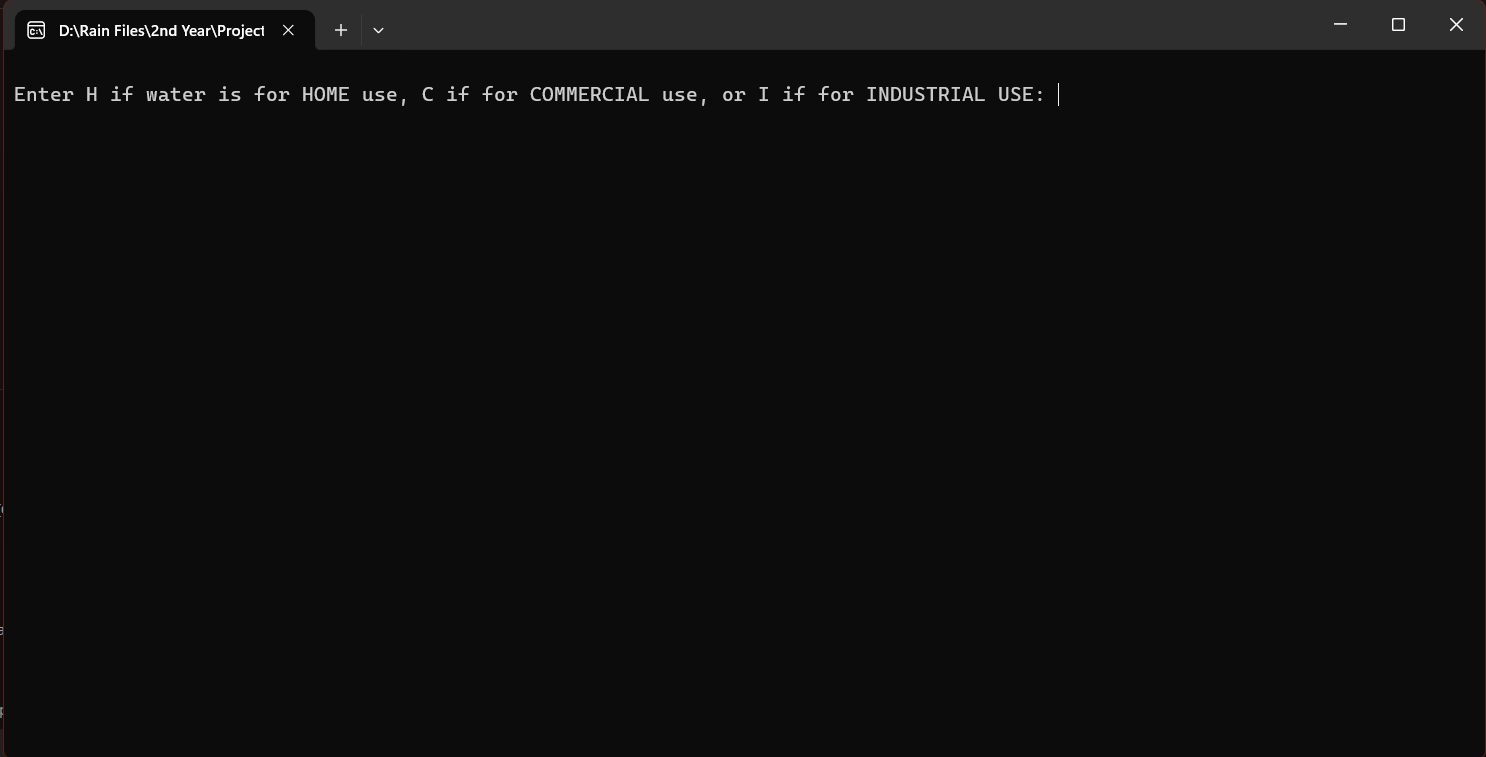 D:\Rain Files\2nd Year\Project
Enter H if water is for HOME use, C if for COMMERCIAL use, or I if for INDUSTRIAL USE: